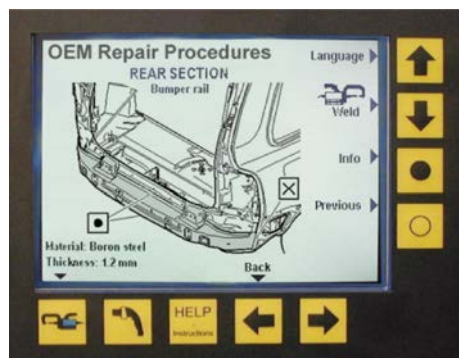 OEM Repair Procedures
REAR SECTION
Bumper rail
Language
Weld
Info
Previous
Material: Boron steel
Thickness: 1.2 mm
Back
HELP
Instructions